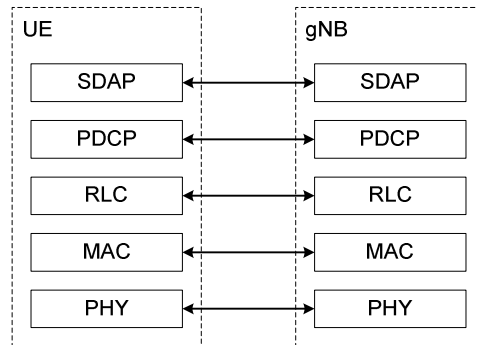 UE gNB
SDAP SDAP
PDCP PDCP
RLC RLC
MAC MAC
PHY PHY